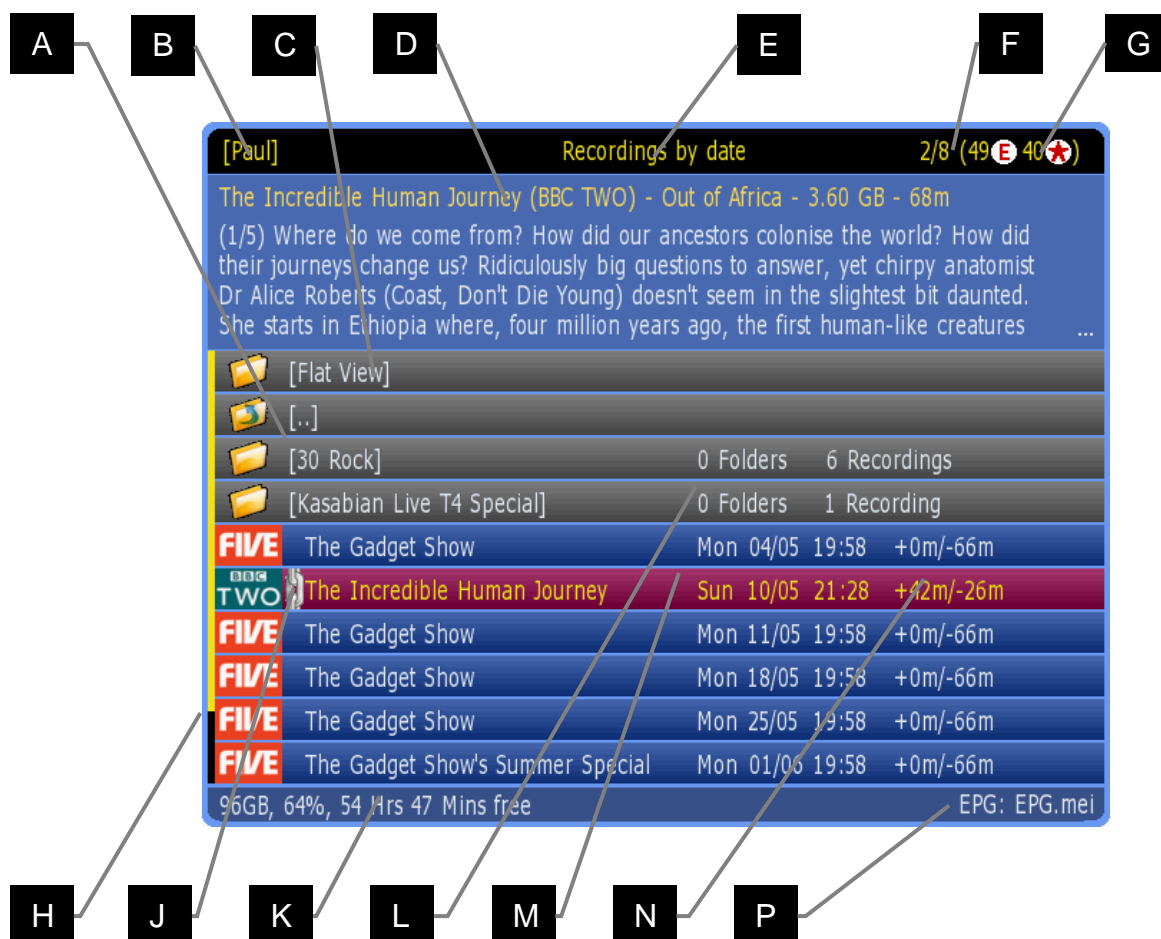 A B C D E F G
[Paul] Recordings by date 2/8 (49 E 40 ★)
The Incredible Human Journey (BBC TWO) - Out of Africa - 3.60 GB - 68m
(1/5) Where do we come from? How did our ancestors colonise the world? How did
their journeys change us? Ridiculously big questions to answer, yet chirpy anatomist
Dr Alice Roberts (Coast, Don't Die Young) doesn't seem in the slightest bit daunted.
She starts in Ethiopia where, four million years ago, the first human-like creatures ...
[Flat View]
[..]
[30 Rock] 0 Folders 6 Recordings
[Kasabian Live T4 Special] 0 Folders 1 Recording
FIVE The Gadget Show Mon 04/05 19:58 +0m/-66m
BBC TWO The Incredible Human Journey Sun 10/05 21:28 +42m/-26m
FIVE The Gadget Show Mon 11/05 19:58 +0m/-66m
FIVE The Gadget Show Mon 18/05 19:58 +0m/-66m
FIVE The Gadget Show Mon 25/05 19:58 +0m/-66m
FIVE The Gadget Show's Summer Special Mon 01/06 19:58 +0m/-66m
96GB, 64%, 54 Hrs 47 Mins free EPG: EPG.mei
H J K L M N P